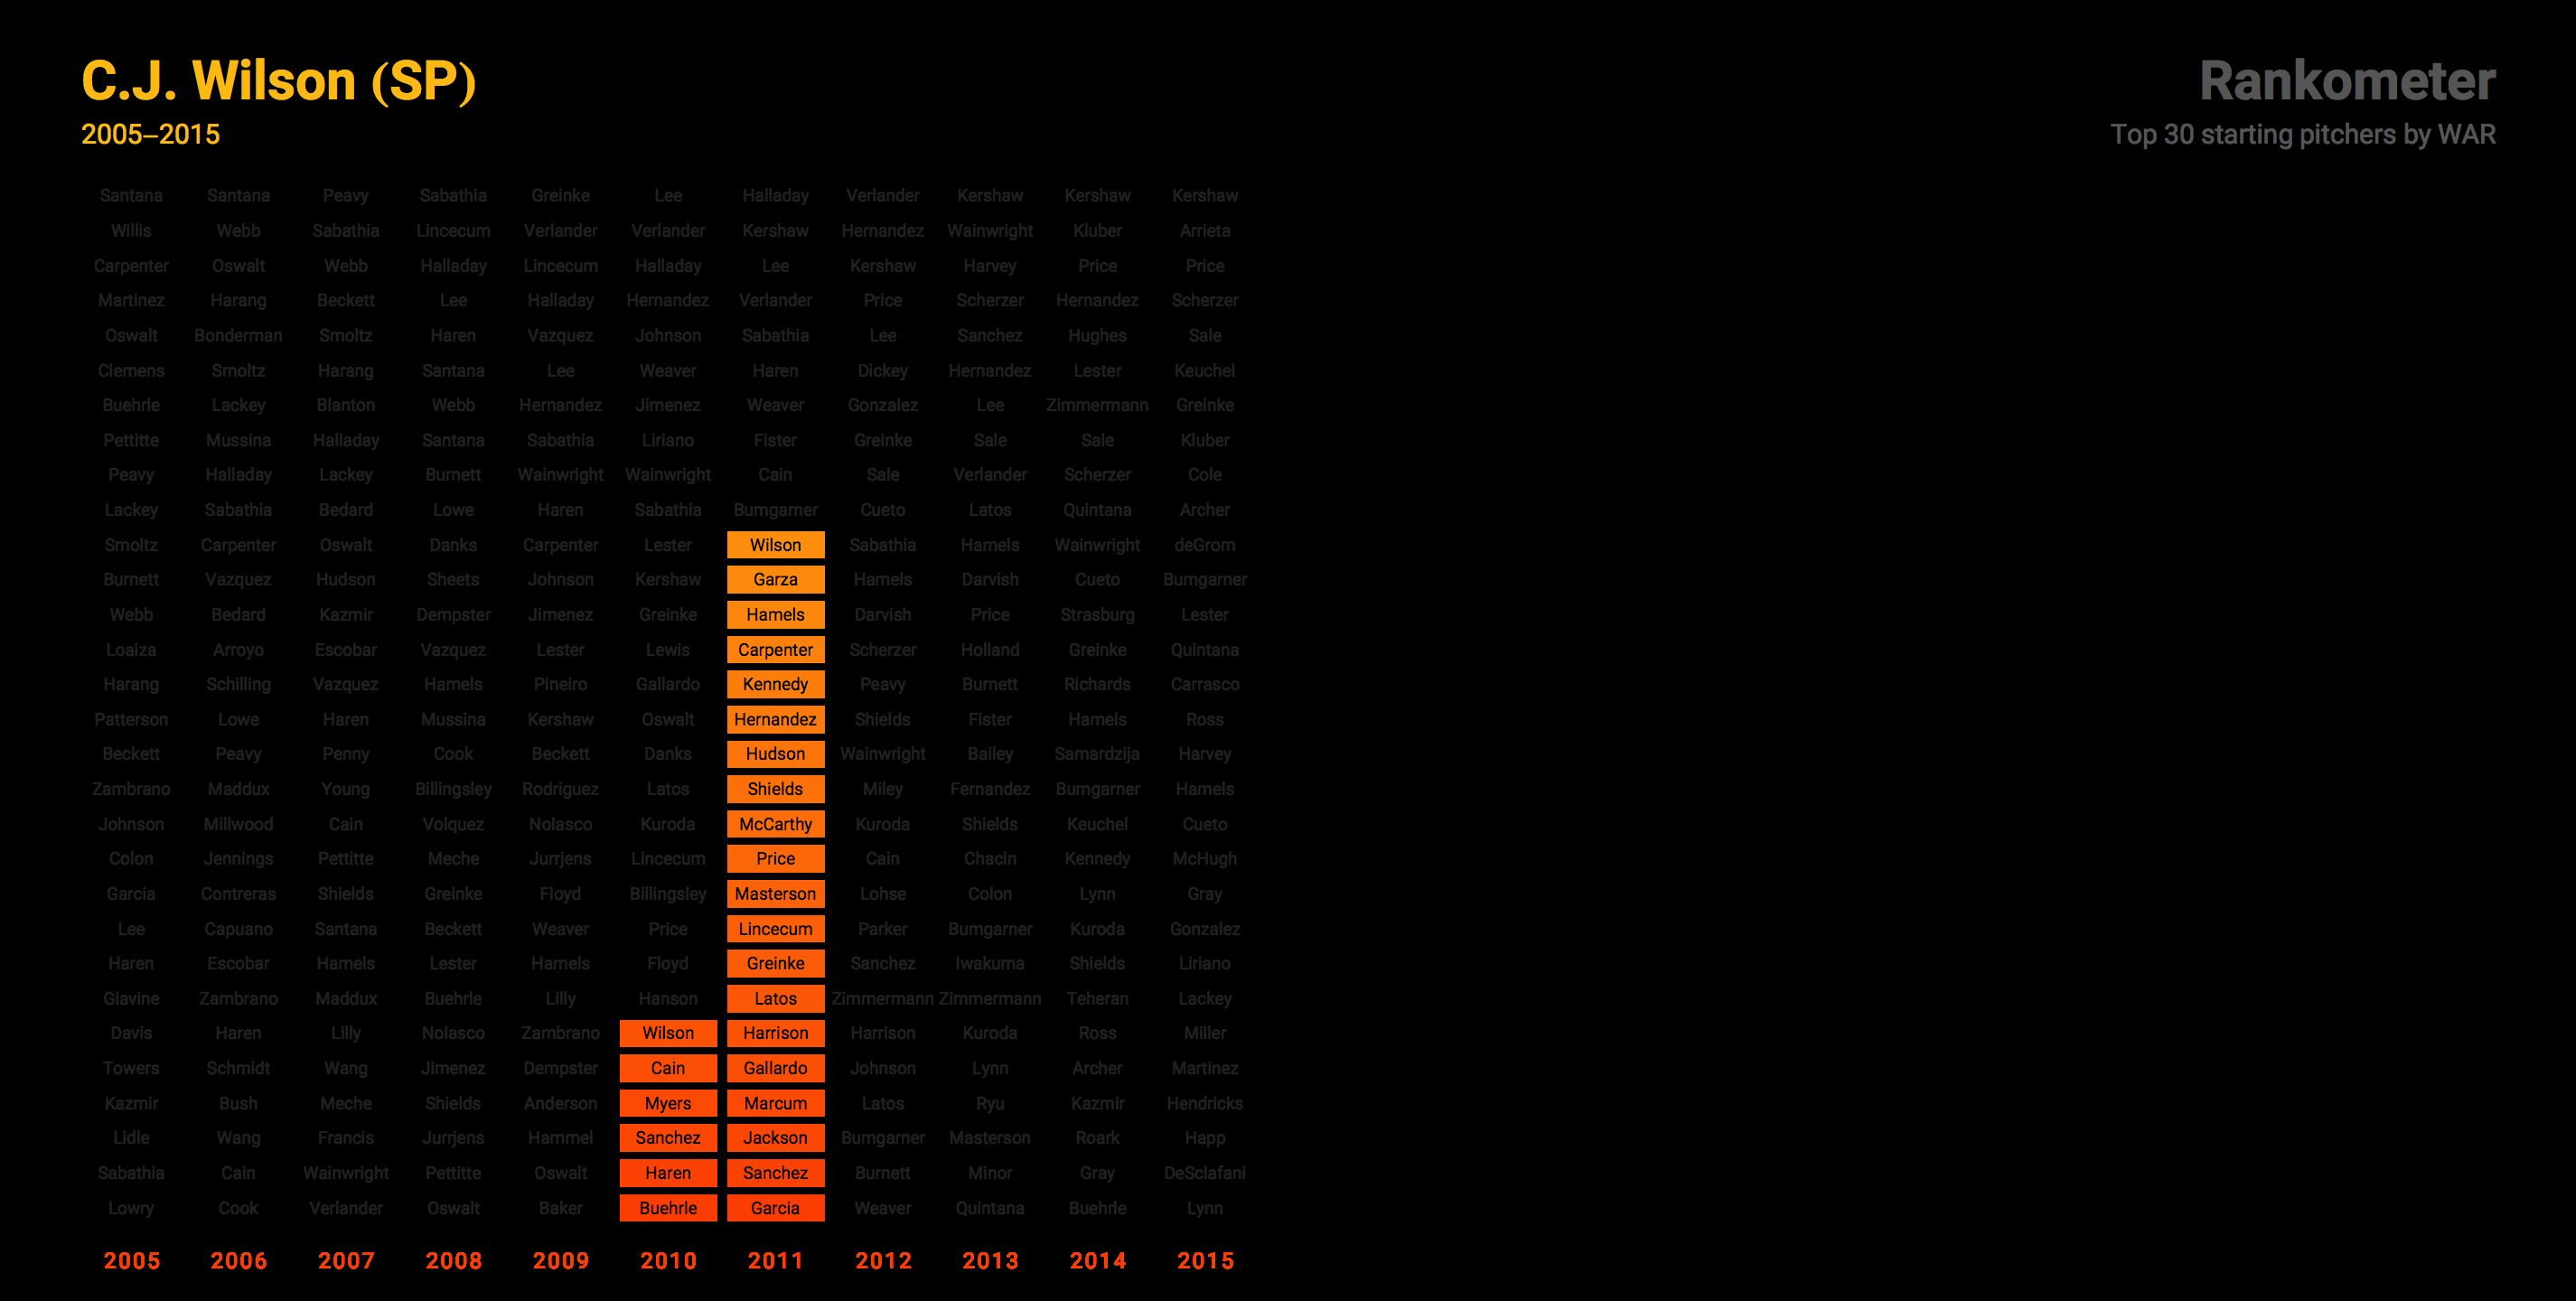 C.J. Wilson (SP)
2005–2015
Rankometer
Top 30 starting pitchers by WAR
Santana Santana Peavy Sabathia Greinke Lee Halladay Verlander Kershaw Kershaw Kershaw
Willis Webb Sabathia Lincecum Verlander Verlander Kershaw Hernandez Wainwright Kluber Arrieta
Carpenter Oswalt Webb Halladay Lincecum Halladay Lee Kershaw Harvey Price Price
Martinez Harang Beckett Lee Halladay Hernandez Verlander Price Scherzer Hernandez Scherzer
Oswalt Bonderman Smoltz Haren Vazquez Johnson Sabathia Lee Sanchez Hughes Sale
Clemens Smoltz Harang Santana Lee Weaver Haren Dickey Hernandez Lester Keuchel
Buehrle Lackey Blanton Webb Hernandez Jimenez Weaver Gonzalez Lee Zimmermann Greinke
Pettitte Mussina Halladay Santana Sabathia Liriano Fister Greinke Sale Sale Kluber
Peavy Halladay Lackey Burnett Wainwright Wainwright Cain Sale Verlander Scherzer Cole
Lackey Sabathia Bedard Lowe Haren Sabathia Bumgarner Cueto Latos Quintana Archer
Smoltz Carpenter Oswalt Danks Carpenter Lester Wilson Sabathia Hamels Wainwright deGrom
Burnett Vazquez Hudson Sheets Johnson Kershaw Garza Hamels Darvish Cueto Bumgarner
Webb Bedard Kazmir Dempster Jimenez Greinke Hamels Darvish Price Strasburg Lester
Loaiza Arroyo Escobar Vazquez Lester Lewis Carpenter Scherzer Holland Greinke Quintana
Harang Schilling Vazquez Hamels Pineiro Gallardo Kennedy Peavy Burnett Richards Carrasco
Patterson Lowe Haren Mussina Kershaw Oswalt Hernandez Shields Fister Hamels Ross
Beckett Peavy Penny Cook Beckett Danks Hudson Wainwright Bailey Samardzija Harvey
Zambrano Maddux Young Billingsley Rodriguez Latos Shields Miley Fernandez Bumgarner Hamels
Johnson Millwood Cain Volquez Nolasco Kuroda McCarthy Kuroda Shields Keuchel Cueto
Colon Jennings Pettitte Meche Jurrjens Lincecum Price Cain Chacin Kennedy McHugh
Garcia Contreras Shields Greinke Floyd Billingsley Masterson Lohse Colon Lynn Gray
Lee Capuano Santana Beckett Weaver Price Lincecum Parker Bumgarner Kuroda Gonzalez
Haren Escobar Hamels Lester Hamels Floyd Greinke Sanchez Iwakuma Shields Liriano
Glavine Zambrano Maddux Buehrle Lilly Hanson Latos Zimmermann Zimmermann Teheran Lackey
Davis Haren Lilly Nolasco Zambrano Wilson Harrison Harrison Kuroda Ross Miller
Towers Schmidt Wang Jimenez Dempster Cain Gallardo Johnson Lynn Archer Martinez
Kazmir Bush Meche Shields Anderson Myers Marcum Latos Ryu Kazmir Hendricks
Lidle Wang Francis Jurrjens Hammel Sanchez Jackson Bumgarner Masterson Roark Happ
Sabathia Cain Wainwright Pettitte Oswalt Haren Sanchez Burnett Minor Gray DeSclafani
Lowry Cook Verlander Oswalt Baker Buehrle Garcia Weaver Quintana Buehrle Lynn
2005 2006 2007 2008 2009 2010 2011 2012 2013 2014 2015